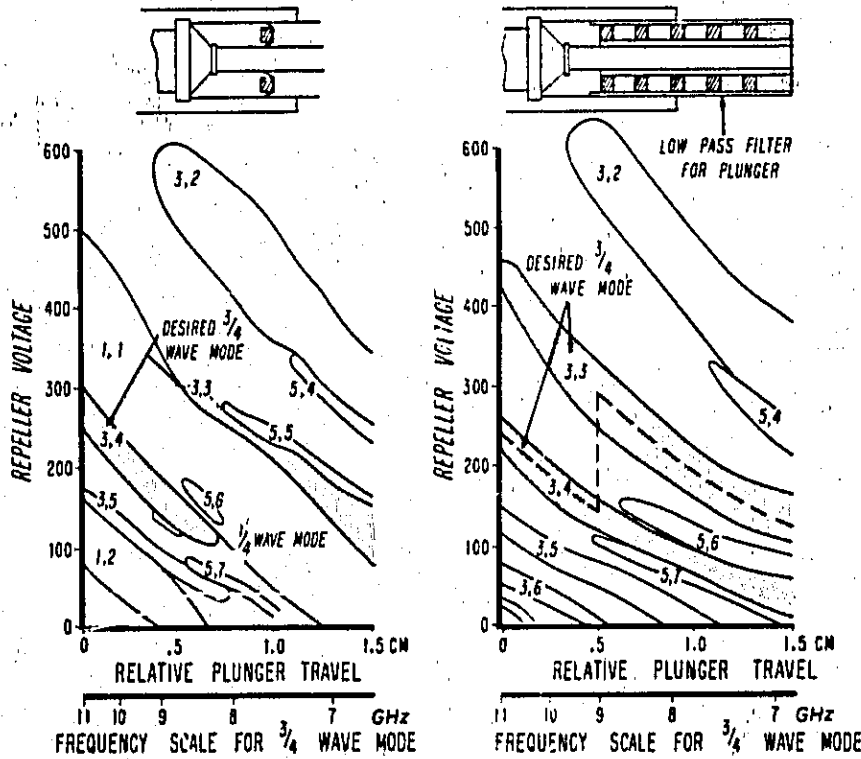 LOW PASS FILTER
FOR PLUNGER
600
500
400
300
200
100
0
REPELLER VOLTAGE
3,2
1,1
DESIRED 3/4
WAVE MODE
3,3
5,4
5,5
3,4
5,6
3,5
1/4 WAVE MODE
1,2
5,7
0 .5 1.0 1.5 CM
RELATIVE PLUNGER TRAVEL
11 10 9 8 7 GHz
FREQUENCY SCALE FOR 3/4 WAVE MODE
600
500
400
300
200
100
0
REPELLER VOLTAGE
3,2
DESIRED 3/4
WAVE MODE
3,3
5,4
3,4
5,6
3,5
5,7
3,6
0 .5 1.0 1.5 CM
RELATIVE PLUNGER TRAVEL
11 10 9 8 7 GHz
FREQUENCY SCALE FOR 3/4 WAVE MODE